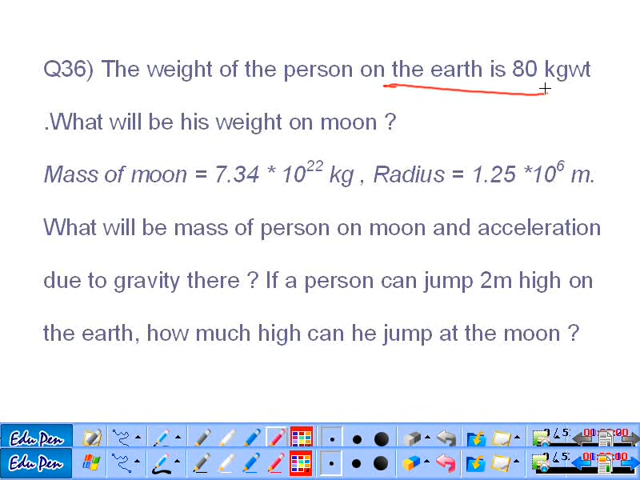 Q36) The weight of the person on the earth is 80 kgwt
.What will be his weight on moon ?
Mass of moon = 7.34 * 10²² kg , Radius = 1.25 *10⁶ m.
What will be mass of person on moon and acceleration
due to gravity there ? If a person can jump 2m high on
the earth, how much high can he jump at the moon ?
Edu Pen
Edu Pen